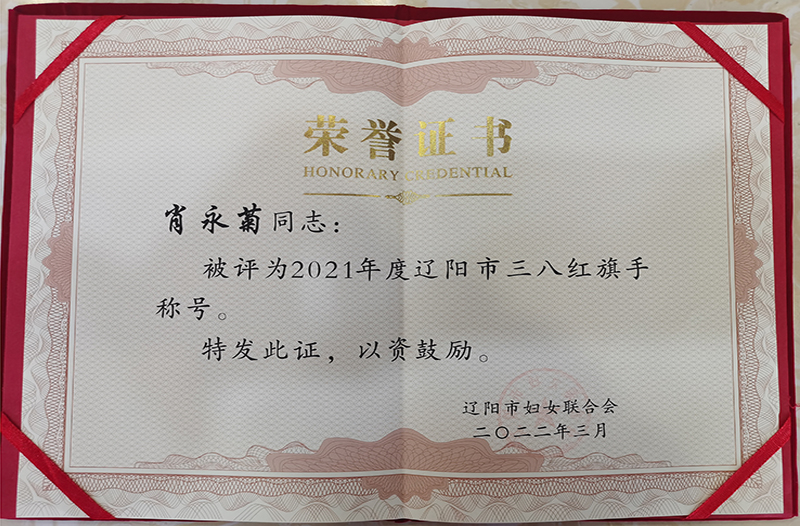 荣誉证书
HONORARY CREDENTIAL
肖永菊同志：
被评为2021年度辽阳市三八红旗手
称号。
特发此证，以资鼓励。
辽阳市妇女联合会
二〇二二年三月